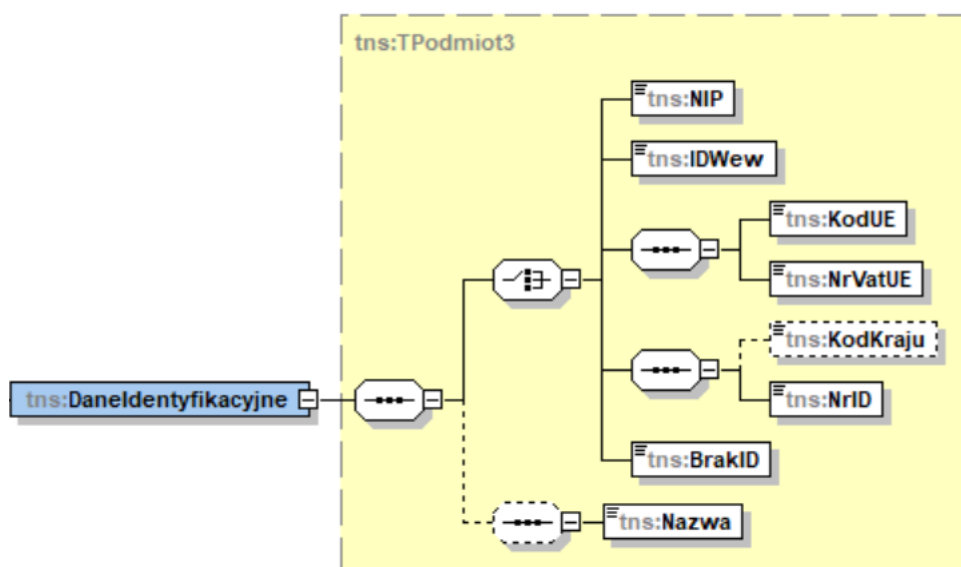 tns:TPodmiot3
tns:NIP
tns:IDWew
tns:KodUE
tns:NrVatUE
tns:KodKraju
tns:DaneIdentyfikacyjne
tns:NrID
tns:BrakID
tns:Nazwa